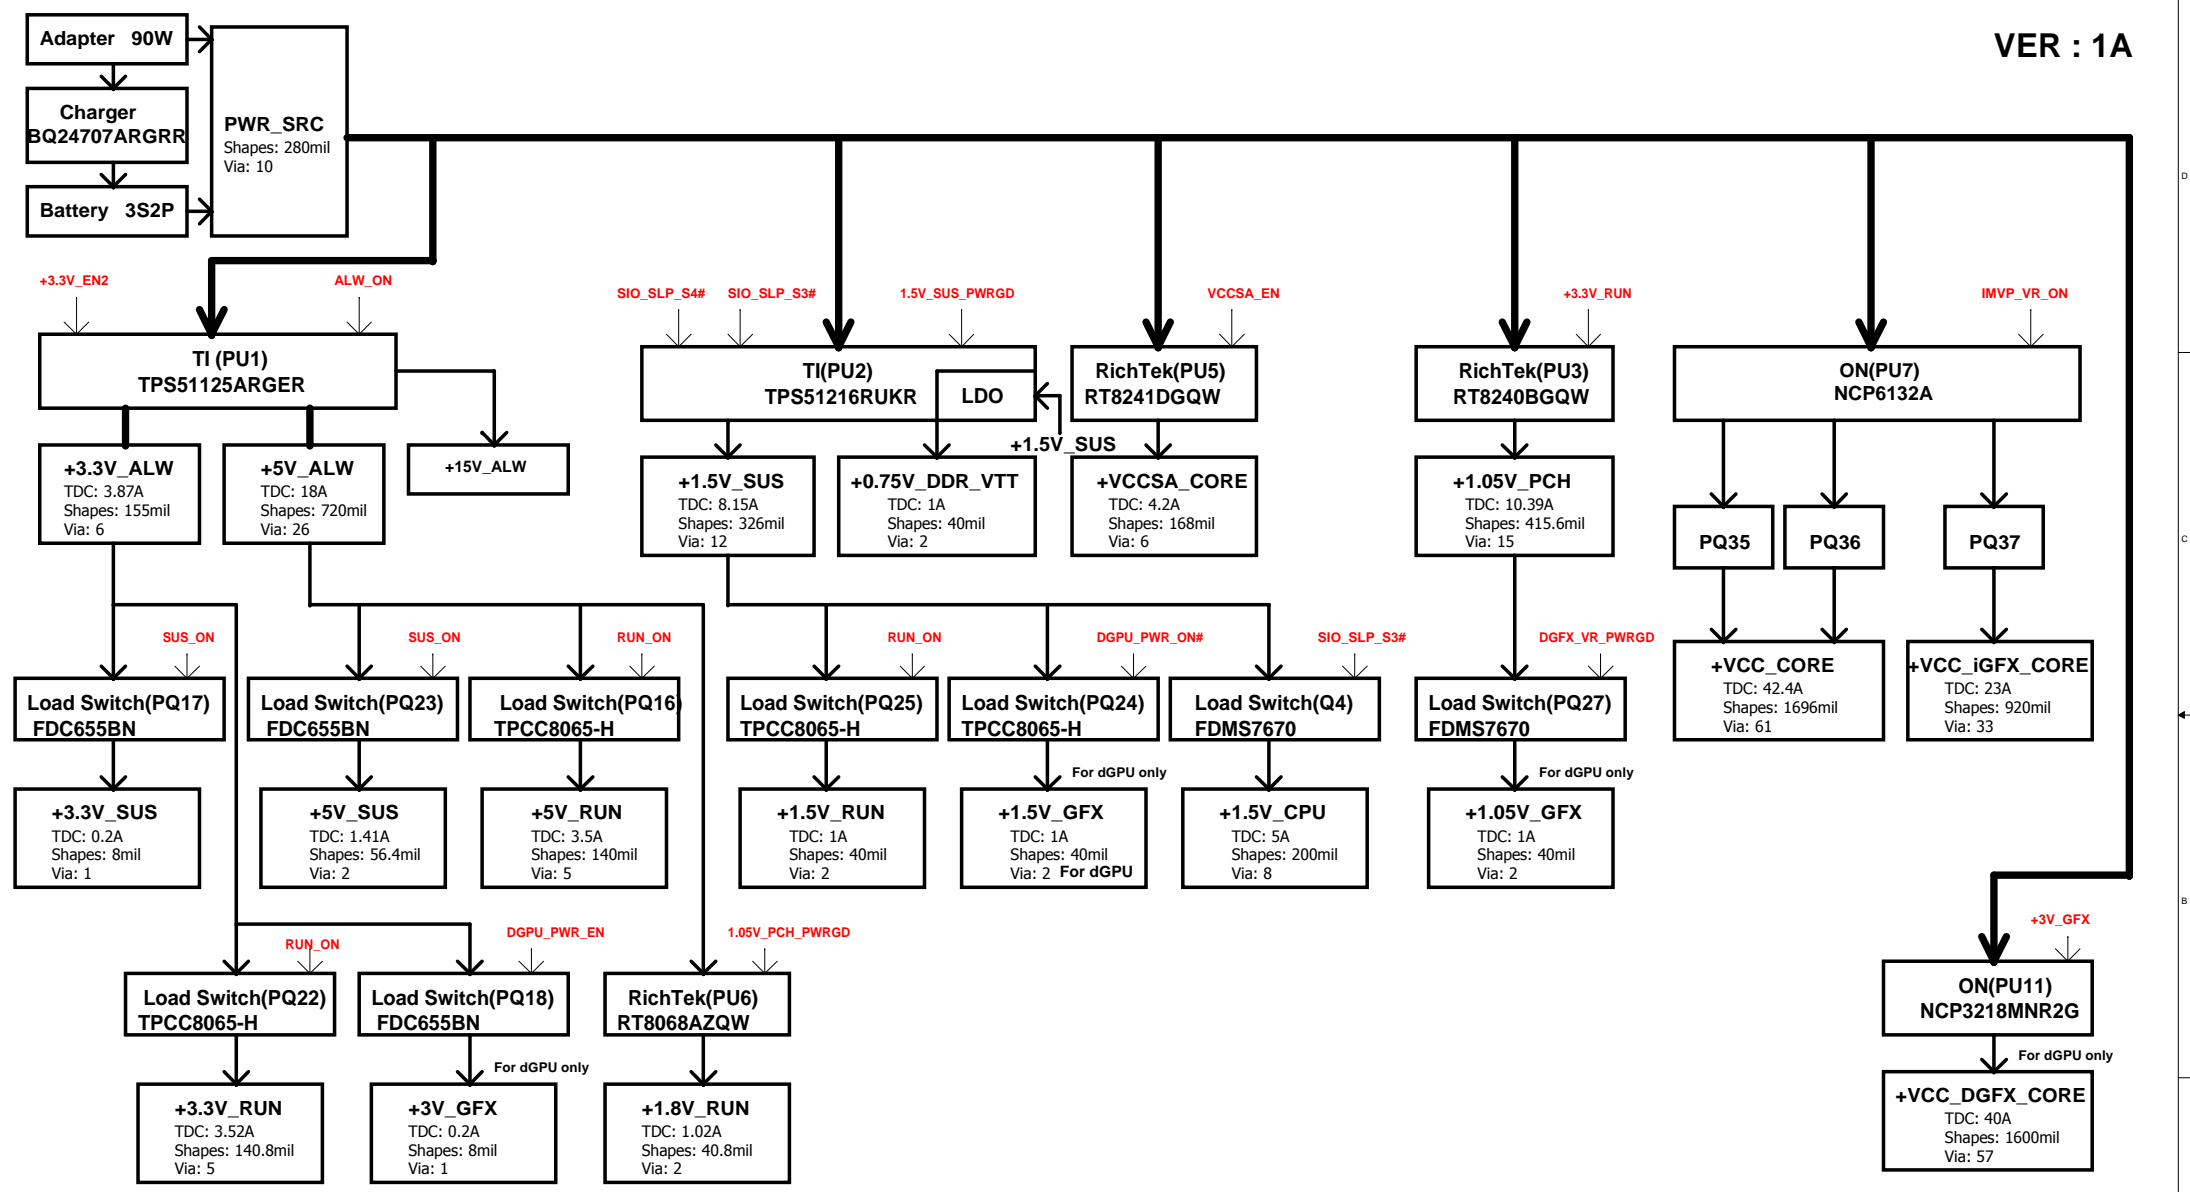 VER : 1A
Adapter 90W
Charger
BQ24707ARGRR
Battery 3S2P
PWR_SRC
Shapes: 280mil
Via: 10
D
+3.3V_EN2
ALW_ON
SIO_SLP_S4#
SIO_SLP_S3#
1.5V_SUS_PWRGD
VCCSA_EN
+3.3V_RUN
IMVP_VR_ON
TI (PU1)
TPS51125ARGER
TI(PU2)
TPS51216RUKR
LDO
+1.5V_SUS
RichTek(PU5)
RT8241DGQW
RichTek(PU3)
RT8240BGQW
ON(PU7)
NCP6132A
+3.3V_ALW
TDC: 3.87A
Shapes: 155mil
Via: 6
+5V_ALW
TDC: 18A
Shapes: 720mil
Via: 26
+15V_ALW
+1.5V_SUS
TDC: 8.15A
Shapes: 326mil
Via: 12
+0.75V_DDR_VTT
TDC: 1A
Shapes: 40mil
Via: 2
+VCCSA_CORE
TDC: 4.2A
Shapes: 168mil
Via: 6
+1.05V_PCH
TDC: 10.39A
Shapes: 415.6mil
Via: 15
PQ35
PQ36
PQ37
C
SUS_ON
SUS_ON
RUN_ON
RUN_ON
DGPU_PWR_ON#
SIO_SLP_S3#
DGFX_VR_PWRGD
Load Switch(PQ17)
FDC655BN
Load Switch(PQ23)
FDC655BN
Load Switch(PQ16)
TPCC8065-H
Load Switch(PQ25)
TPCC8065-H
Load Switch(PQ24)
TPCC8065-H
Load Switch(Q4)
FDMS7670
Load Switch(PQ27)
FDMS7670
+VCC_CORE
TDC: 42.4A
Shapes: 1696mil
Via: 61
+VCC_iGFX_CORE
TDC: 23A
Shapes: 920mil
Via: 33
For dGPU only
For dGPU only
+3.3V_SUS
TDC: 0.2A
Shapes: 8mil
Via: 1
+5V_SUS
TDC: 1.41A
Shapes: 56.4mil
Via: 2
+5V_RUN
TDC: 3.5A
Shapes: 140mil
Via: 5
+1.5V_RUN
TDC: 1A
Shapes: 40mil
Via: 2
+1.5V_GFX
TDC: 1A
Shapes: 40mil
Via: 2 For dGPU
+1.5V_CPU
TDC: 5A
Shapes: 200mil
Via: 8
+1.05V_GFX
TDC: 1A
Shapes: 40mil
Via: 2
B
RUN_ON
DGPU_PWR_EN
1.05V_PCH_PWRGD
+3V_GFX
Load Switch(PQ22)
TPCC8065-H
Load Switch(PQ18)
FDC655BN
RichTek(PU6)
RT8068AZQW
ON(PU11)
NCP3218MNR2G
For dGPU only
For dGPU only
+3.3V_RUN
TDC: 3.52A
Shapes: 140.8mil
Via: 5
+3V_GFX
TDC: 0.2A
Shapes: 8mil
Via: 1
+1.8V_RUN
TDC: 1.02A
Shapes: 40.8mil
Via: 2
+VCC_DGFX_CORE
TDC: 40A
Shapes: 1600mil
Via: 57